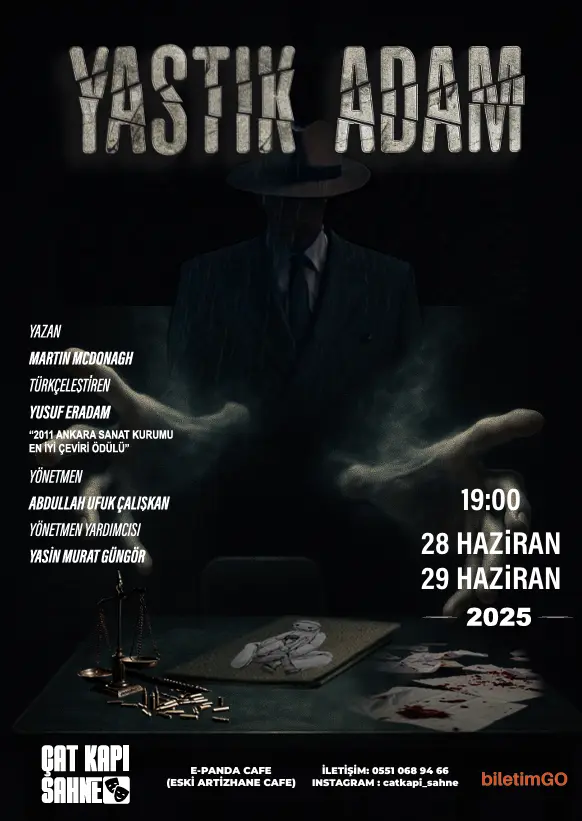 YASTIK ADAM
YAZAN
MARTIN MCDONAGH
TÜRKÇELEŞTİREN
YUSUF ERADAM
“2011 ANKARA SANAT KURUMU
EN İYİ ÇEVİRİ ÖDÜLÜ”
YÖNETMEN
ABDULLAH UFUK ÇALIŞKAN
YÖNETMEN YARDIMCISI
YASİN MURAT GÜNGÖR
19:00
28 HAZİRAN
29 HAZİRAN
2025
ÇAT KAPI
SAHNE
E-PANDA CAFE
(ESKİ ARTİZHANE CAFE)
İLETİŞİM: 0551 068 94 66
INSTAGRAM : catkapi_sahne
biletimGO